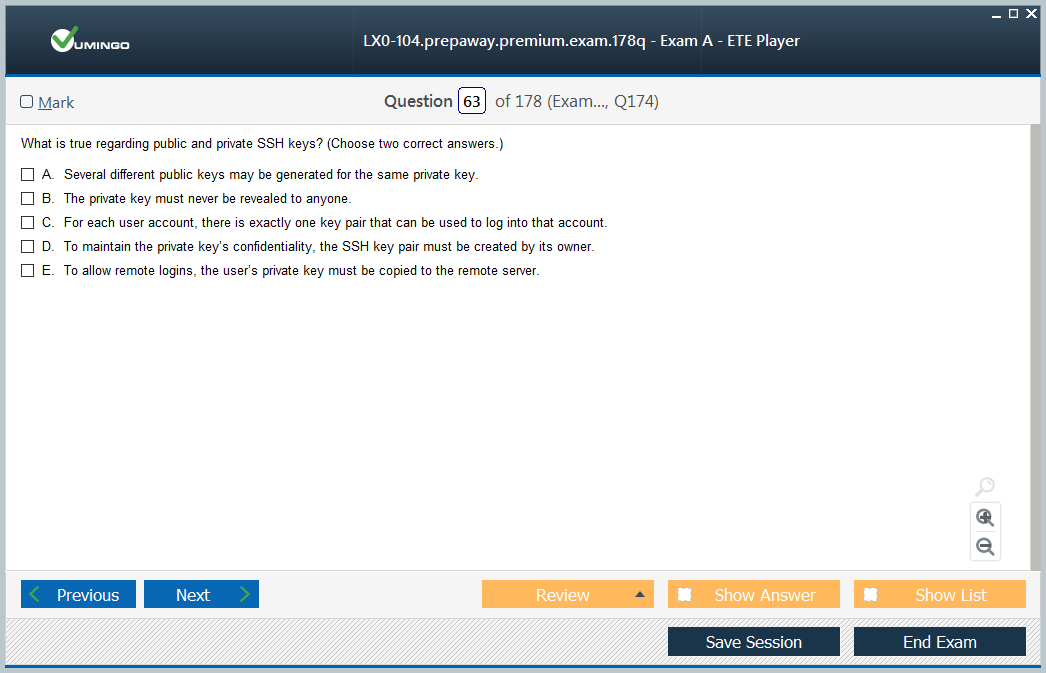 VUMINGO
LX0-104.prepaway.premium.exam.178q - Exam A - ETE Player
Mark
Question 63 of 178 (Exam..., Q174)
What is true regarding public and private SSH keys? (Choose two correct answers.)
A. Several different public keys may be generated for the same private key.
B. The private key must never be revealed to anyone.
C. For each user account, there is exactly one key pair that can be used to log into that account.
D. To maintain the private key’s confidentiality, the SSH key pair must be created by its owner.
E. To allow remote logins, the user’s private key must be copied to the remote server.
Previous Next Review Show Answer Show List
Save Session End Exam